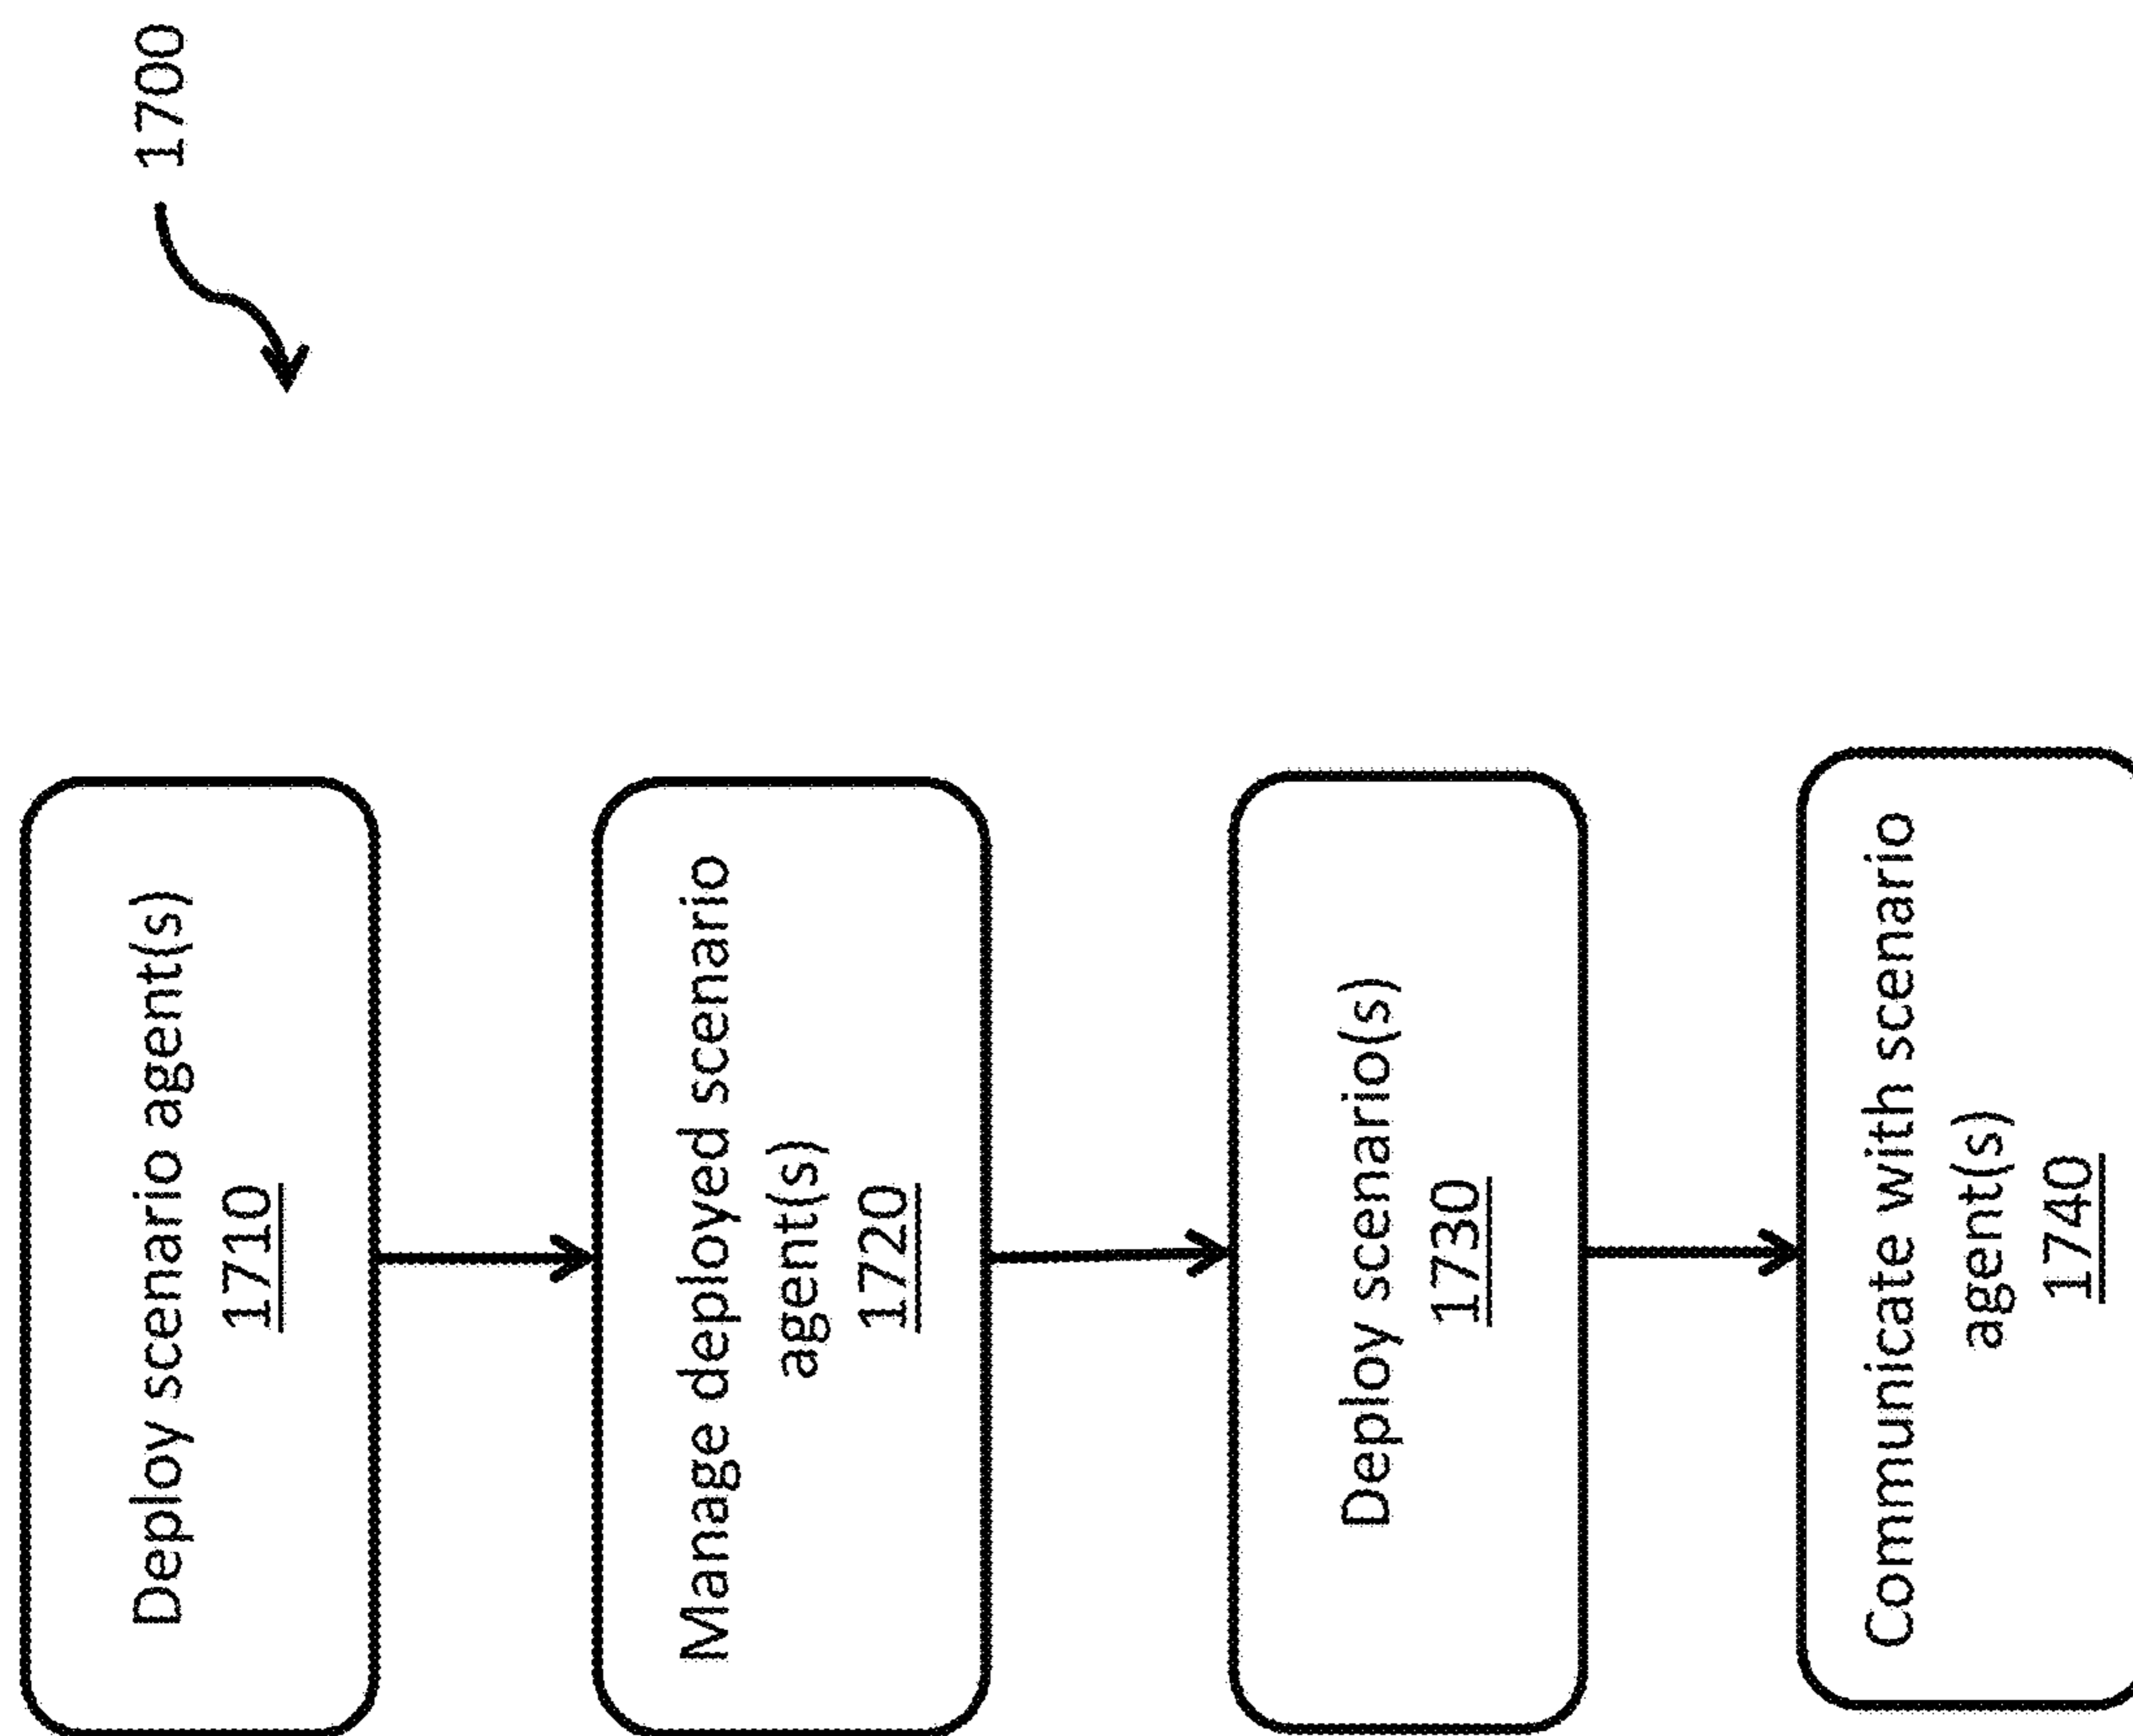 1700
Deploy scenario agent(s)
1710
Manage deployed scenario
agent(s)
1720
Deploy scenario(s)
1730
Communicate with scenario
agent(s)
1740